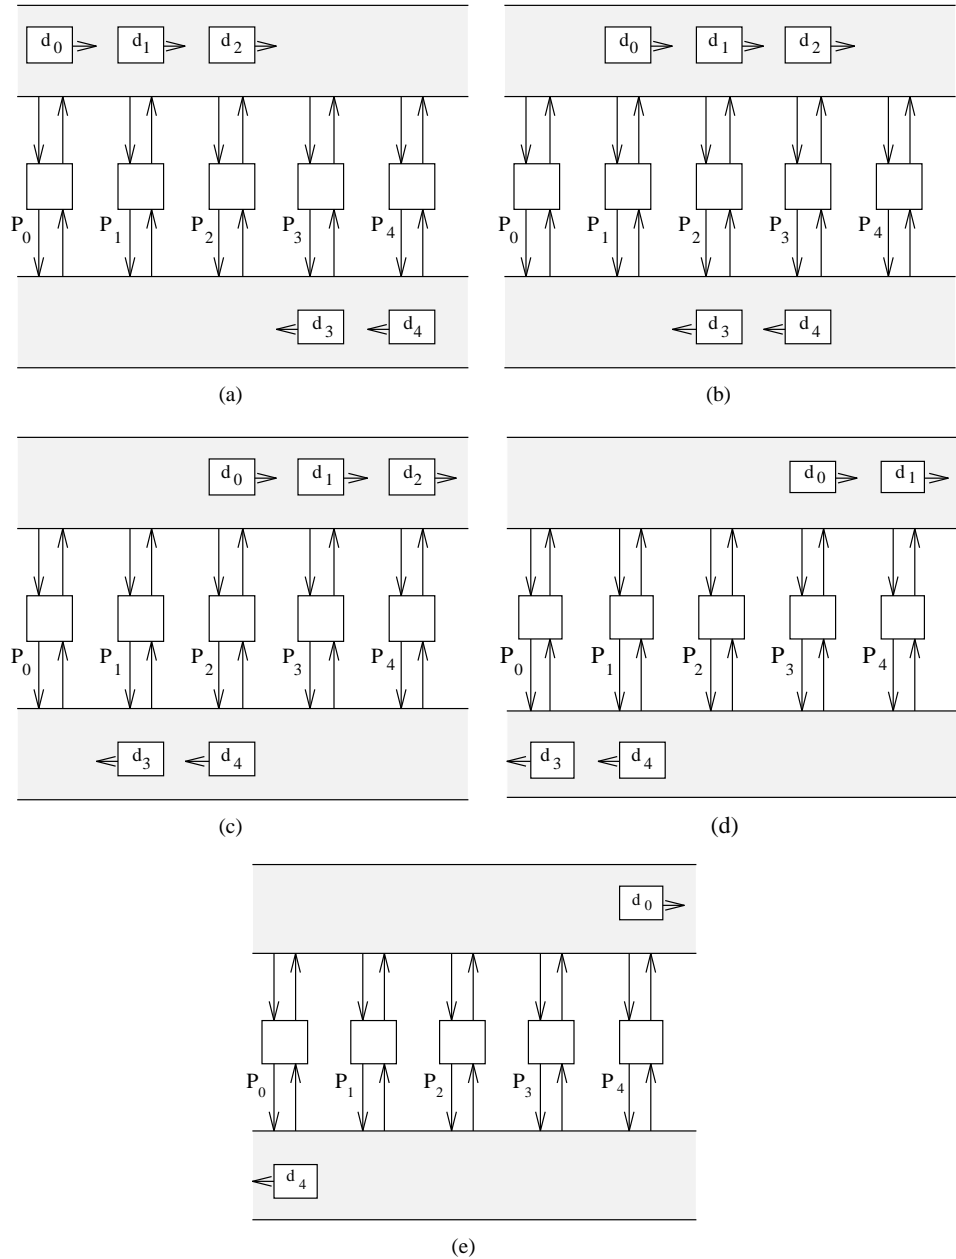 d0 d1 d2 d0 d1 d2
P0 P1 P2 P3 P4 P0 P1 P2 P3 P4
d3 d4 d3 d4
(a) (b)
d0 d1 d2 d0 d1
P0 P1 P2 P3 P4 P0 P1 P2 P3 P4
d3 d4 d3 d4
(c) (d)
d0
P0 P1 P2 P3 P4
d4
(e)